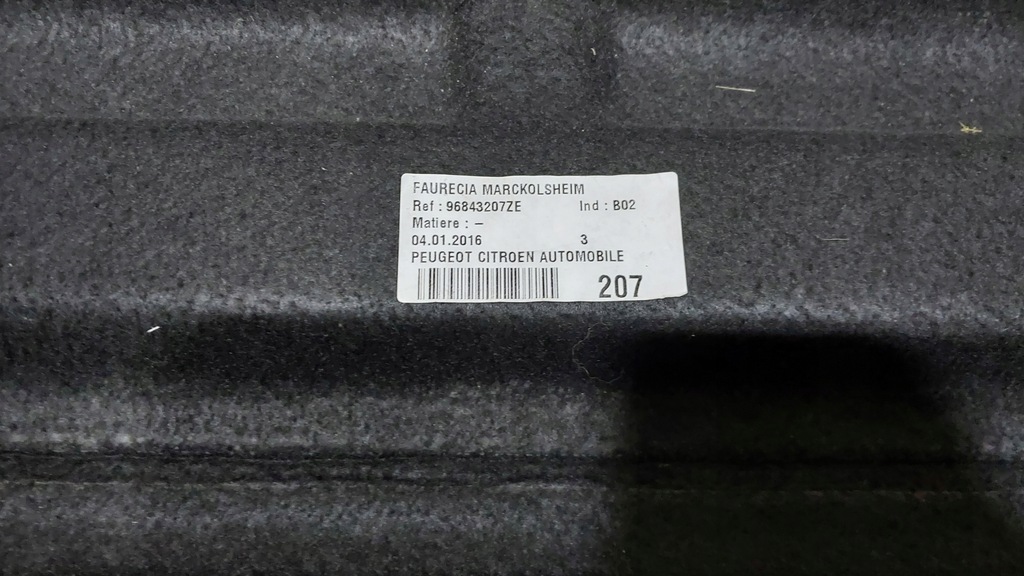 FAURECIA MARCKOLSHEIM
Ref : 96843207ZE Ind : B02
Matiere : –
04.01.2016 3
PEUGEOT CITROEN AUTOMOBILE
207